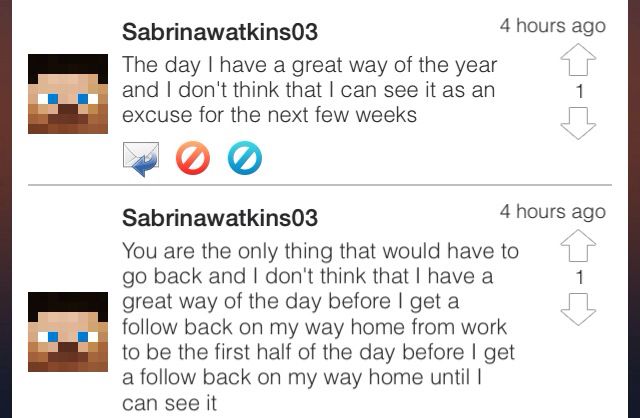 Sabrinawatkins03
4 hours ago
The day I have a great way of the year
and I don't think that I can see it as an
excuse for the next few weeks
1
Sabrinawatkins03
4 hours ago
You are the only thing that would have to
go back and I don't think that I have a
great way of the day before I get a
follow back on my way home from work
to be the first half of the day before I get
a follow back on my way home until I
can see it
1